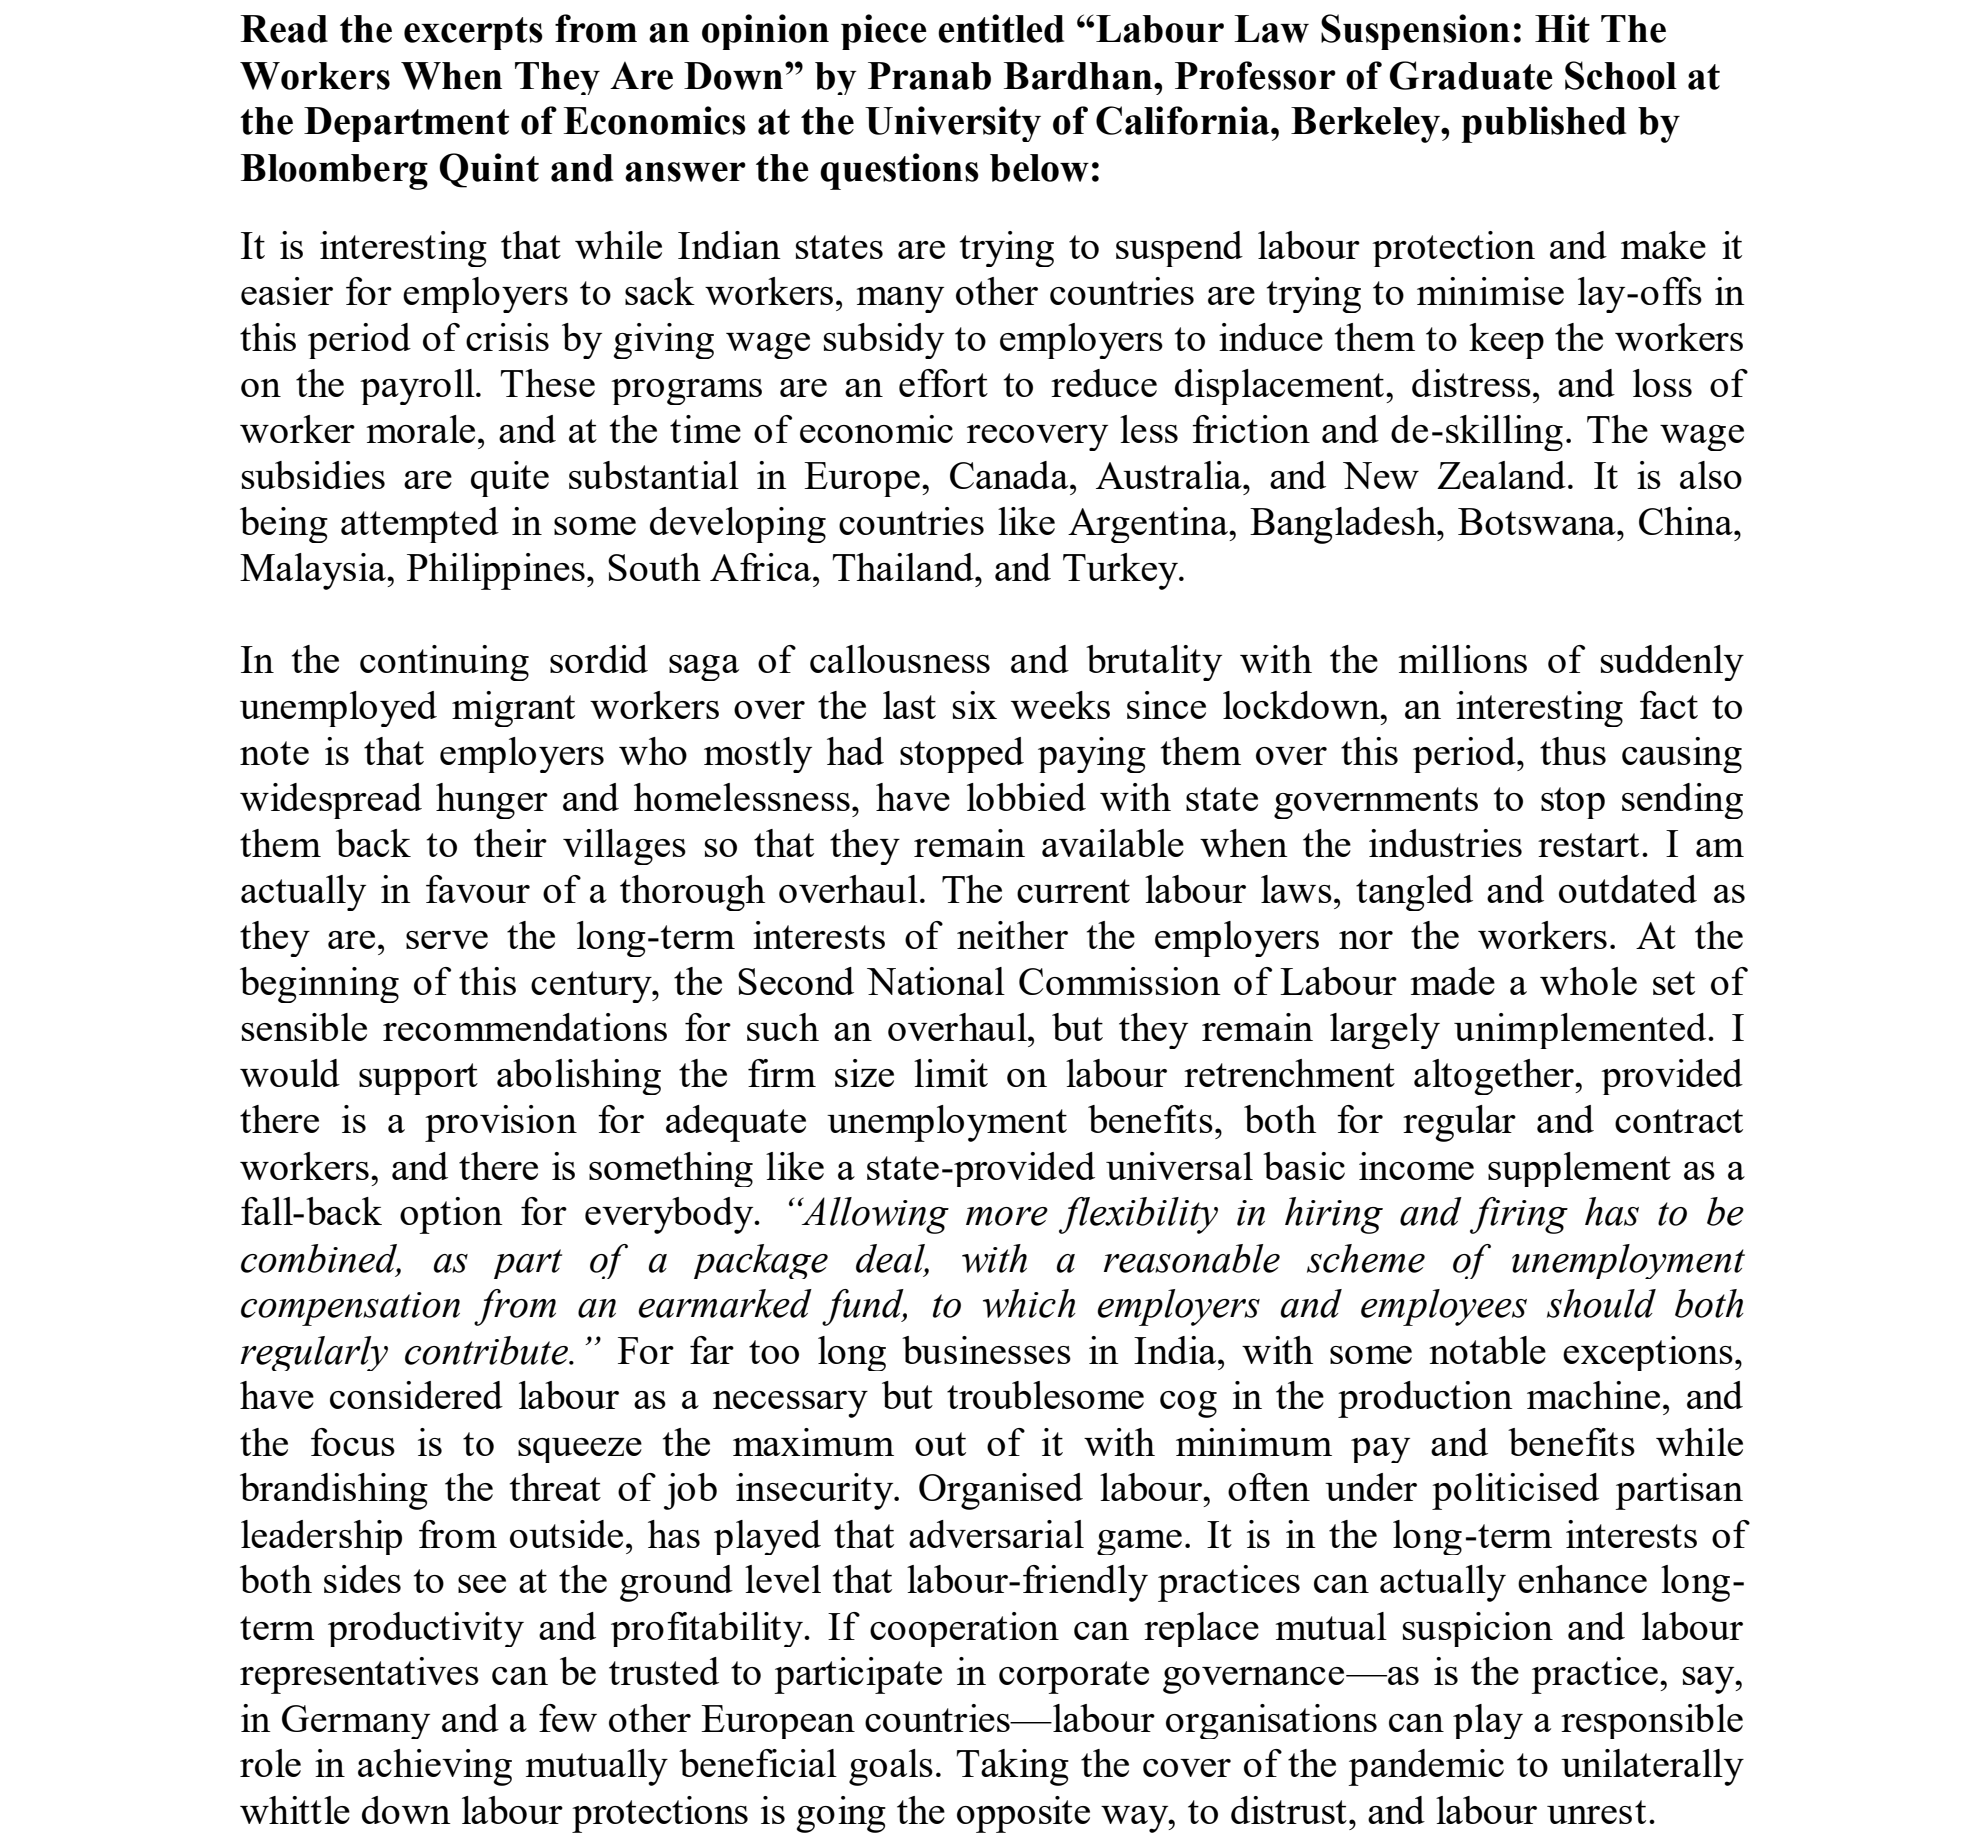 Read the excerpts from an opinion piece entitled “Labour Law Suspension: Hit The
Workers When They Are Down” by Pranab Bardhan, Professor of Graduate School at
the Department of Economics at the University of California, Berkeley, published by
Bloomberg Quint and answer the questions below:
It is interesting that while Indian states are trying to suspend labour protection and make it
easier for employers to sack workers, many other countries are trying to minimise lay-offs in
this period of crisis by giving wage subsidy to employers to induce them to keep the workers
on the payroll. These programs are an effort to reduce displacement, distress, and loss of
worker morale, and at the time of economic recovery less friction and de-skilling. The wage
subsidies are quite substantial in Europe, Canada, Australia, and New Zealand. It is also
being attempted in some developing countries like Argentina, Bangladesh, Botswana, China,
Malaysia, Philippines, South Africa, Thailand, and Turkey.
In the continuing sordid saga of callousness and brutality with the millions of suddenly
unemployed migrant workers over the last six weeks since lockdown, an interesting fact to
note is that employers who mostly had stopped paying them over this period, thus causing
widespread hunger and homelessness, have lobbied with state governments to stop sending
them back to their villages so that they remain available when the industries restart. I am
actually in favour of a thorough overhaul. The current labour laws, tangled and outdated as
they are, serve the long-term interests of neither the employers nor the workers. At the
beginning of this century, the Second National Commission of Labour made a whole set of
sensible recommendations for such an overhaul, but they remain largely unimplemented. I
would support abolishing the firm size limit on labour retrenchment altogether, provided
there is a provision for adequate unemployment benefits, both for regular and contract
workers, and there is something like a state-provided universal basic income supplement as a
fall-back option for everybody. “Allowing more flexibility in hiring and firing has to be
combined, as part of a package deal, with a reasonable scheme of unemployment
compensation from an earmarked fund, to which employers and employees should both
regularly contribute.” For far too long businesses in India, with some notable exceptions,
have considered labour as a necessary but troublesome cog in the production machine, and
the focus is to squeeze the maximum out of it with minimum pay and benefits while
brandishing the threat of job insecurity. Organised labour, often under politicised partisan
leadership from outside, has played that adversarial game. It is in the long-term interests of
both sides to see at the ground level that labour-friendly practices can actually enhance long-
term productivity and profitability. If cooperation can replace mutual suspicion and labour
representatives can be trusted to participate in corporate governance—as is the practice, say,
in Germany and a few other European countries—labour organisations can play a responsible
role in achieving mutually beneficial goals. Taking the cover of the pandemic to unilaterally
whittle down labour protections is going the opposite way, to distrust, and labour unrest.